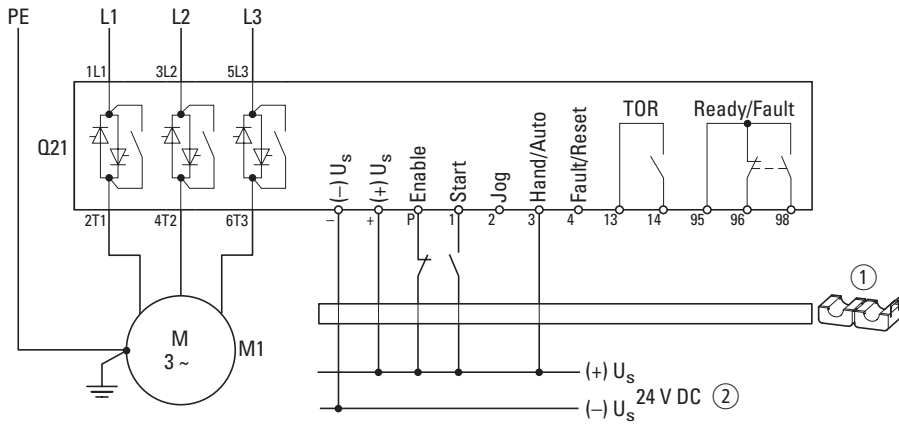 PE L1 L2 L3
1L1 3L2 5L3
Q21
(–) Us
(+) Us
Enable
Start
Jog
Hand/Auto
Fault/Reset
TOR
Ready/Fault
2T1 4T2 6T3 – + P 1 2 3 4 13 14 95 96 98
①
M
3 ~
M1
(+) Us
24 V DC ②
(–) Us